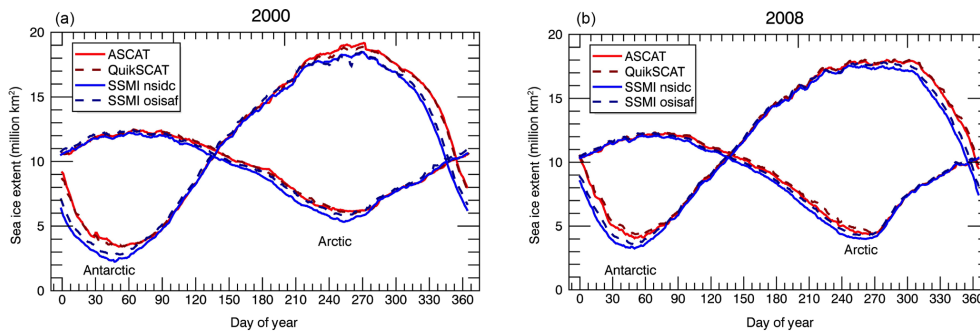 (a) 2000
20
15
10
5
0
Sea ice extent (million km²)
ASCAT
QuikSCAT
SSMI nsidc
SSMI osisaf
Antarctic
Arctic
0 30 60 90 120 150 180 210 240 270 300 330 360
Day of year
(b) 2008
20
15
10
5
0
Sea ice extent (million km²)
ASCAT
QuikSCAT
SSMI nsidc
SSMI osisaf
Antarctic
Arctic
0 30 60 90 120 150 180 210 240 270 300 330 360
Day of year